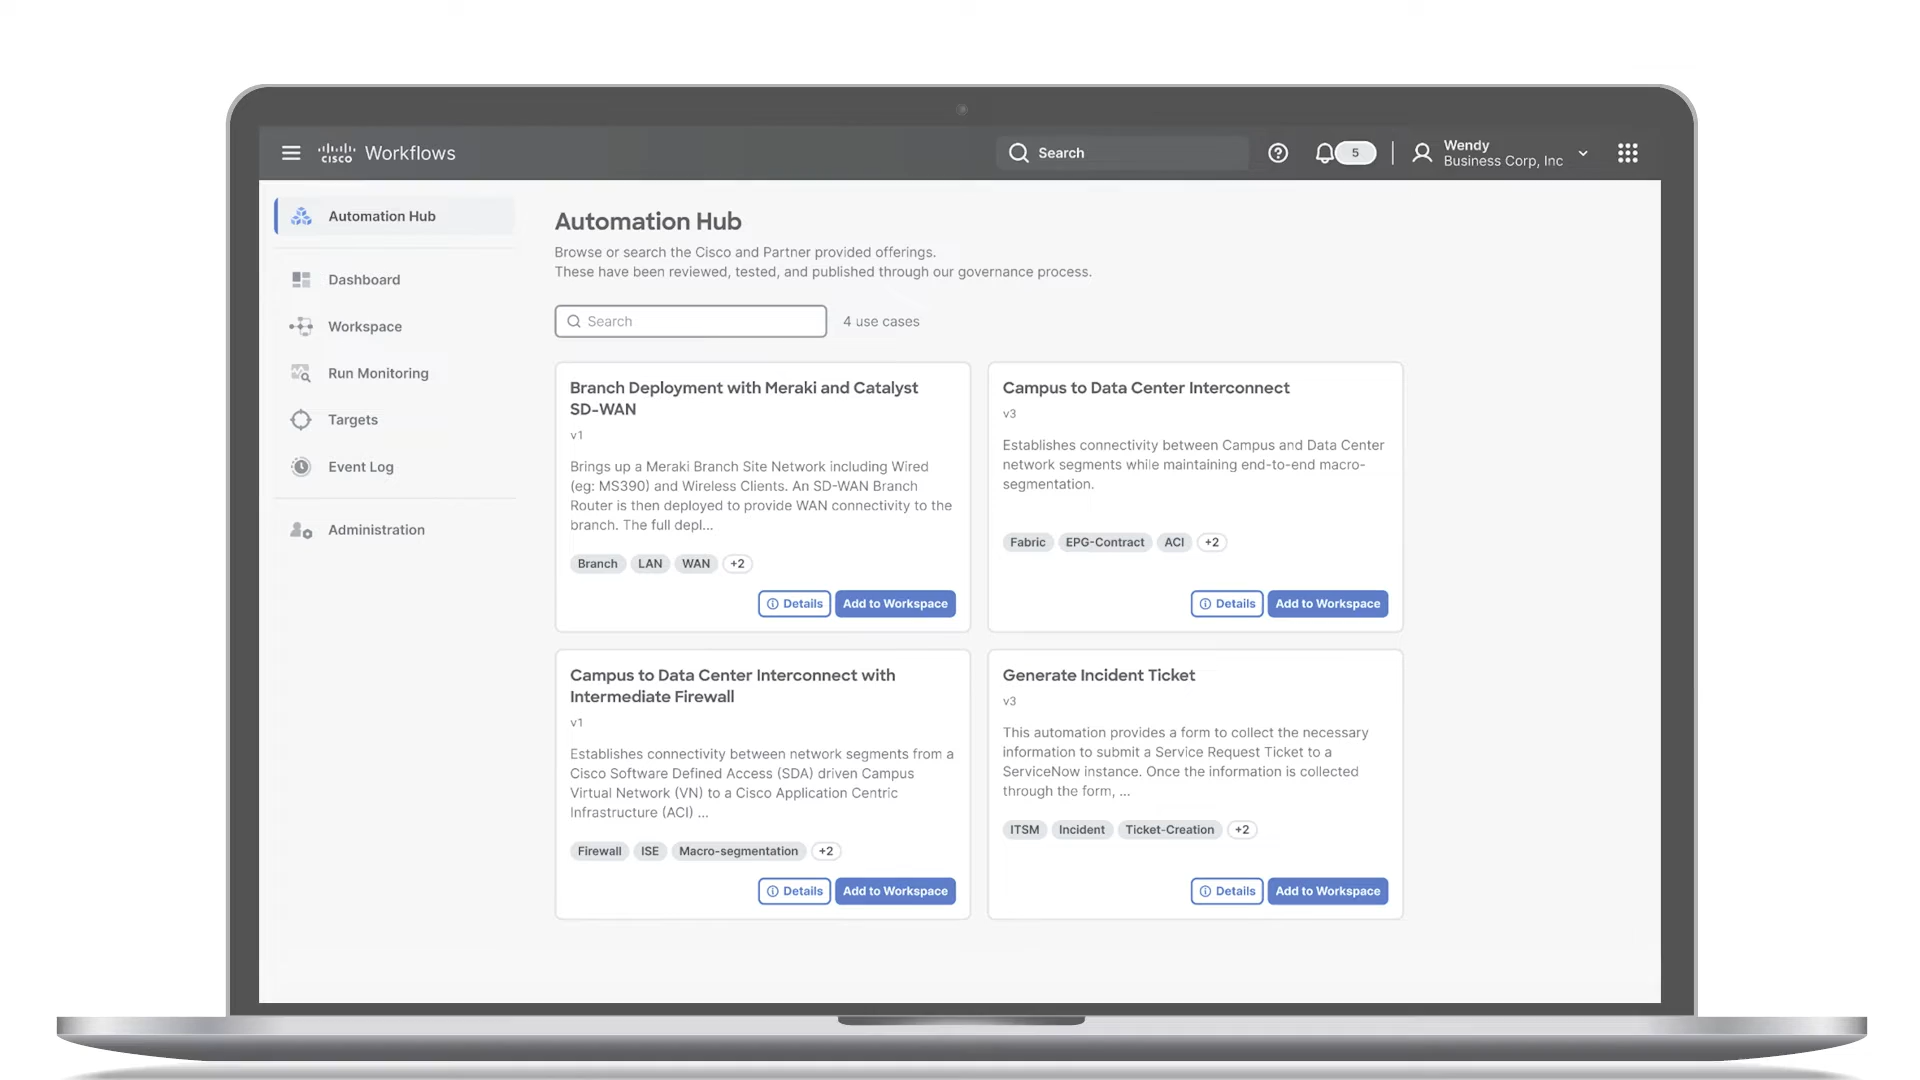 CISCO Workflows
Search
5
Wendy
Business Corp, Inc
Automation Hub
Dashboard
Workspace
Run Monitoring
Targets
Event Log
Administration
Automation Hub
Browse or search the Cisco and Partner provided offerings.
These have been reviewed, tested, and published through our governance process.
Search
4 use cases
Branch Deployment with Meraki and Catalyst
SD-WAN
v1
Brings up a Meraki Branch Site Network including Wired
(eg: MS390) and Wireless Clients. An SD-WAN Branch
Router is then deployed to provide WAN connectivity to the
branch. The full depl...
Branch LAN WAN +2
Details Add to Workspace
Campus to Data Center Interconnect
v3
Establishes connectivity between Campus and Data Center
network segments while maintaining end-to-end macro-
segmentation.
Fabric EPG-Contract ACI +2
Details Add to Workspace
Campus to Data Center Interconnect with
Intermediate Firewall
v1
Establishes connectivity between network segments from a
Cisco Software Defined Access (SDA) driven Campus
Virtual Network (VN) to a Cisco Application Centric
Infrastructure (ACI) ...
Firewall ISE Macro-segmentation +2
Details Add to Workspace
Generate Incident Ticket
v3
This automation provides a form to collect the necessary
information to submit a Service Request Ticket to a
ServiceNow instance. Once the information is collected
through the form, ...
ITSM Incident Ticket-Creation +2
Details Add to Workspace